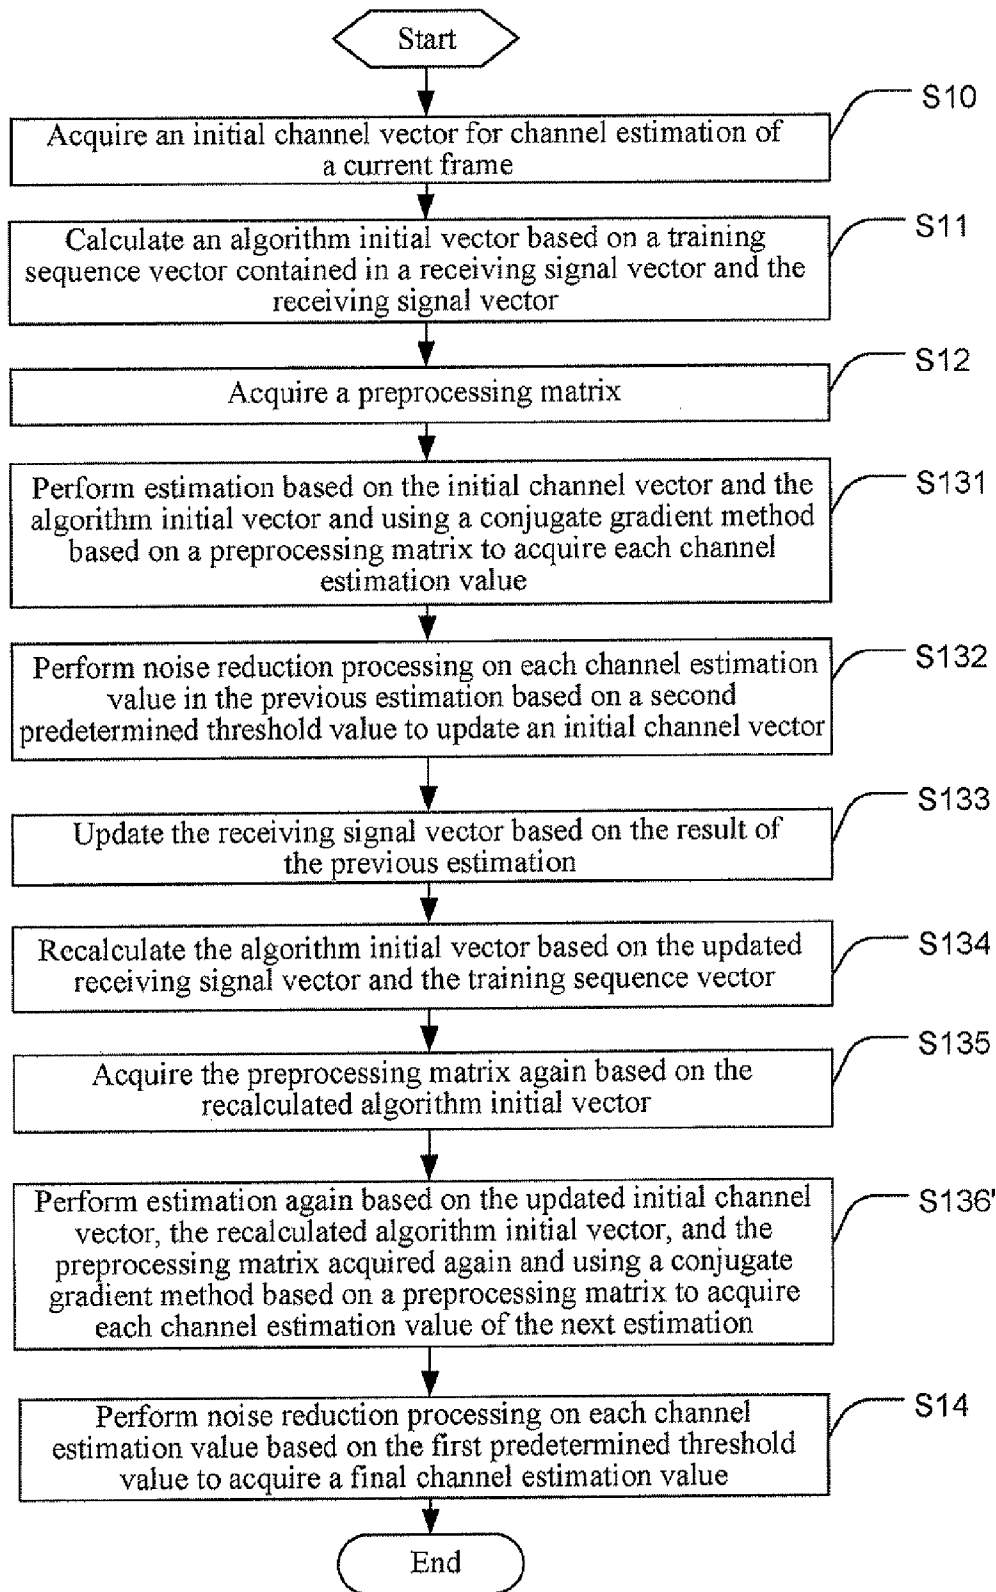 Start
S10
Acquire an initial channel vector for channel estimation of
a current frame
S11
Calculate an algorithm initial vector based on a training
sequence vector contained in a receiving signal vector and the
receiving signal vector
S12
Acquire a preprocessing matrix
S131
Perform estimation based on the initial channel vector and the
algorithm initial vector and using a conjugate gradient method
based on a preprocessing matrix to acquire each channel
estimation value
S132
Perform noise reduction processing on each channel estimation
value in the previous estimation based on a second
predetermined threshold value to update an initial channel vector
S133
Update the receiving signal vector based on the result of
the previous estimation
S134
Recalculate the algorithm initial vector based on the updated
receiving signal vector and the training sequence vector
S135
Acquire the preprocessing matrix again based on the
recalculated algorithm initial vector
S136'
Perform estimation again based on the updated initial channel
vector, the recalculated algorithm initial vector, and the
preprocessing matrix acquired again and using a conjugate
gradient method based on a preprocessing matrix to acquire
each channel estimation value of the next estimation
S14
Perform noise reduction processing on each channel
estimation value based on the first predetermined threshold
value to acquire a final channel estimation value
End